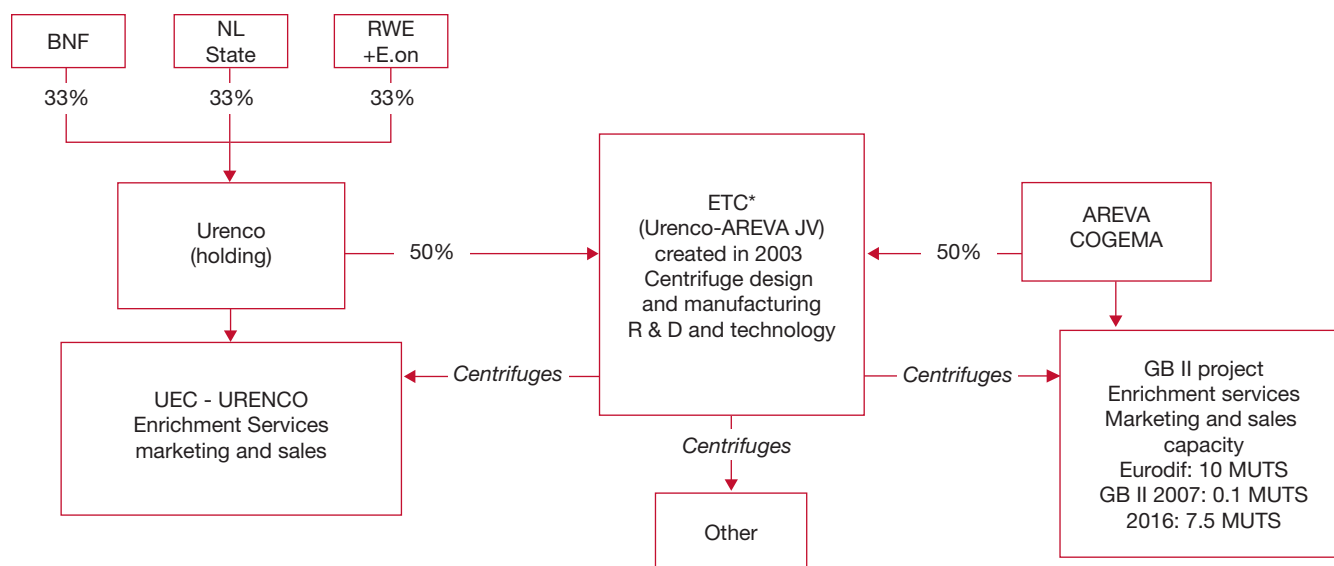 BNF
NL
State
RWE
+E.on
33%
33%
33%
Urenco
(holding)
50%
ETC*
(Urenco-AREVA JV)
created in 2003
Centrifuge design
and manufacturing
R & D and technology
50%
AREVA
COGEMA
UEC - URENCO
Enrichment Services
marketing and sales
Centrifuges
Centrifuges
GB II project
Enrichment services
Marketing and sales
capacity
Eurodif: 10 MUTS
GB II 2007: 0.1 MUTS
2016: 7.5 MUTS
Centrifuges
Other